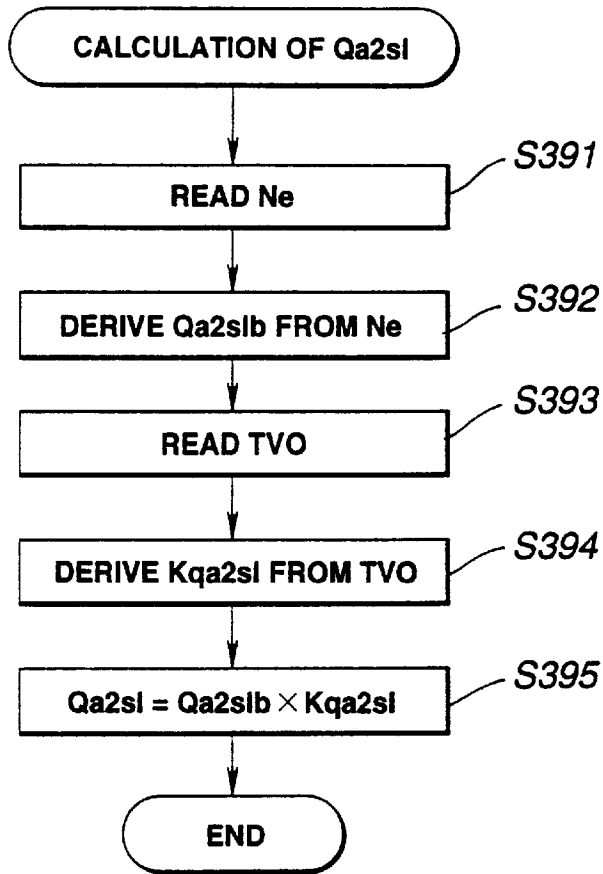 CALCULATION OF Qa2sl
READ Ne
S391
DERIVE Qa2slb FROM Ne
S392
READ TVO
S393
DERIVE Kqa2sl FROM TVO
S394
Qa2sl = Qa2slb × Kqa2sl
S395
END